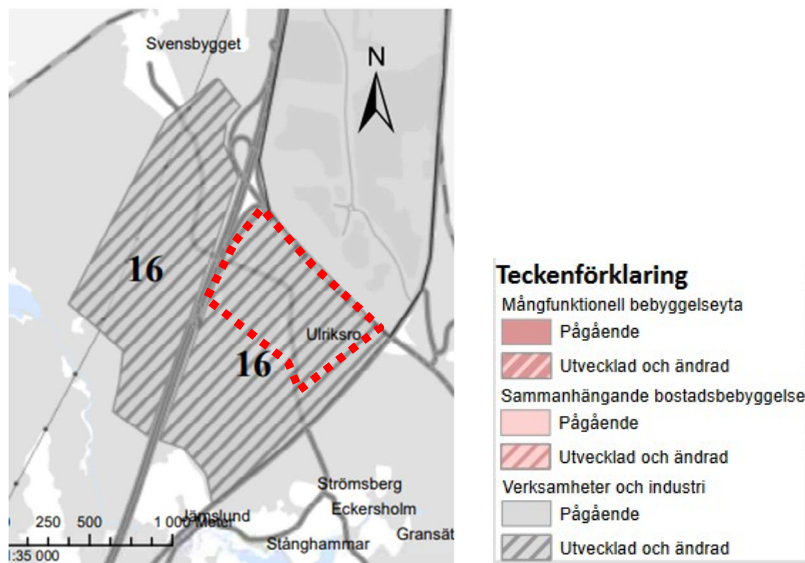 Svensbygget
N
16
Ulriksro
16
Strömsberg
Eckersholm
Jämslund
Gransät
Stånghammar
250 500 1 000 Meter
1:35 000
Teckenförklaring
Mångfunktionell bebyggelseyta
Pågående
Utvecklad och ändrad
Sammanhängande bostadsbebyggelse
Pågående
Utvecklad och ändrad
Verksamheter och industri
Pågående
Utvecklad och ändrad